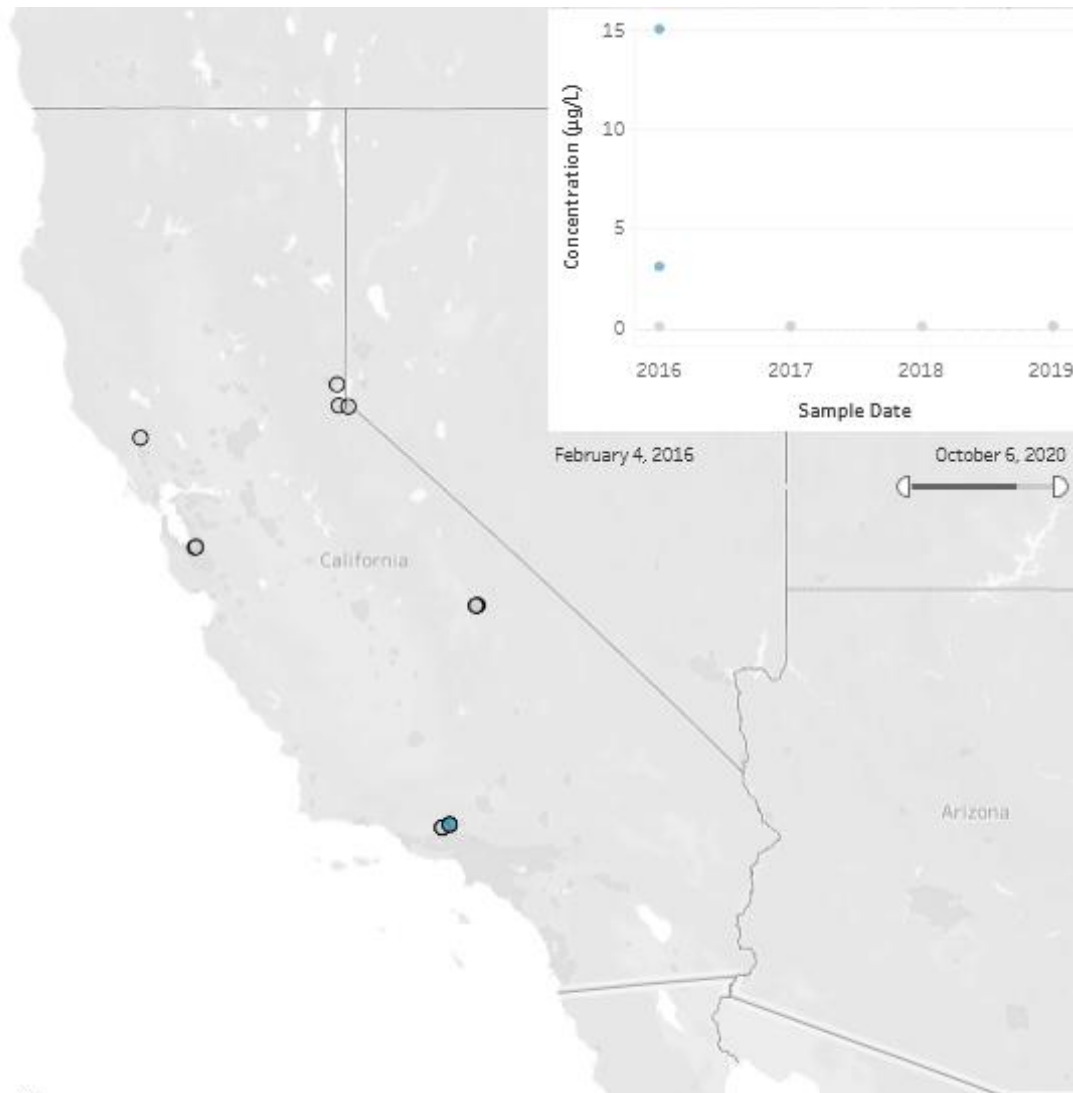 15
10
5
0
Concentration (µg/L)
2016 2017 2018 2019
Sample Date
February 4, 2016 October 6, 2020
California
Arizona